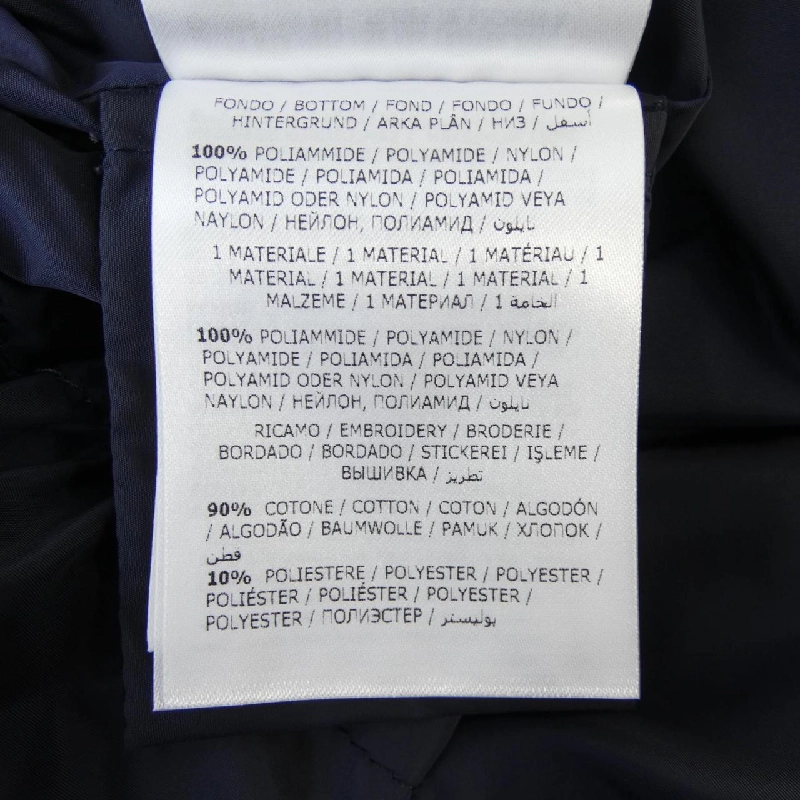 FONDO / BOTTOM / FOND / FONDO / FUNDO /
HINTERGRUND / ARKA PLÂN / НИЗ / أسفل
100% POLIAMMIDE / POLYAMIDE / NYLON /
POLYAMIDE / POLIAMIDA / POLIAMIDA /
POLYAMID ODER NYLON / POLYAMID VEYA
NAYLON / НЕЙЛОН, ПОЛИАМИД / نايلون
1 MATERIALE / 1 MATERIAL / 1 MATÉRIAU / 1
MATERIAL / 1 MATERIAL / 1 MATERIAL / 1
MALZEME / 1 МАТЕРИАЛ / 1 الخامة
100% POLIAMMIDE / POLYAMIDE / NYLON /
POLYAMIDE / POLIAMIDA / POLIAMIDA /
POLYAMID ODER NYLON / POLYAMID VEYA
NAYLON / НЕЙЛОН, ПОЛИАМИД / نايلون
RICAMO / EMBROIDERY / BRODERIE /
BORDADO / BORDADO / STICKEREI / IŞLEME /
ВЫШИВКА / تطريز
90% COTONE / COTTON / COTON / ALGODÓN
/ ALGODÃO / BAUMWOLLE / PAMUK / ХЛОПОК /
قطن
10% POLIESTERE / POLYESTER / POLYESTER /
POLIÉSTER / POLIÉSTER / POLYESTER /
POLYESTER / ПОЛИЭСТЕР / بوليستر